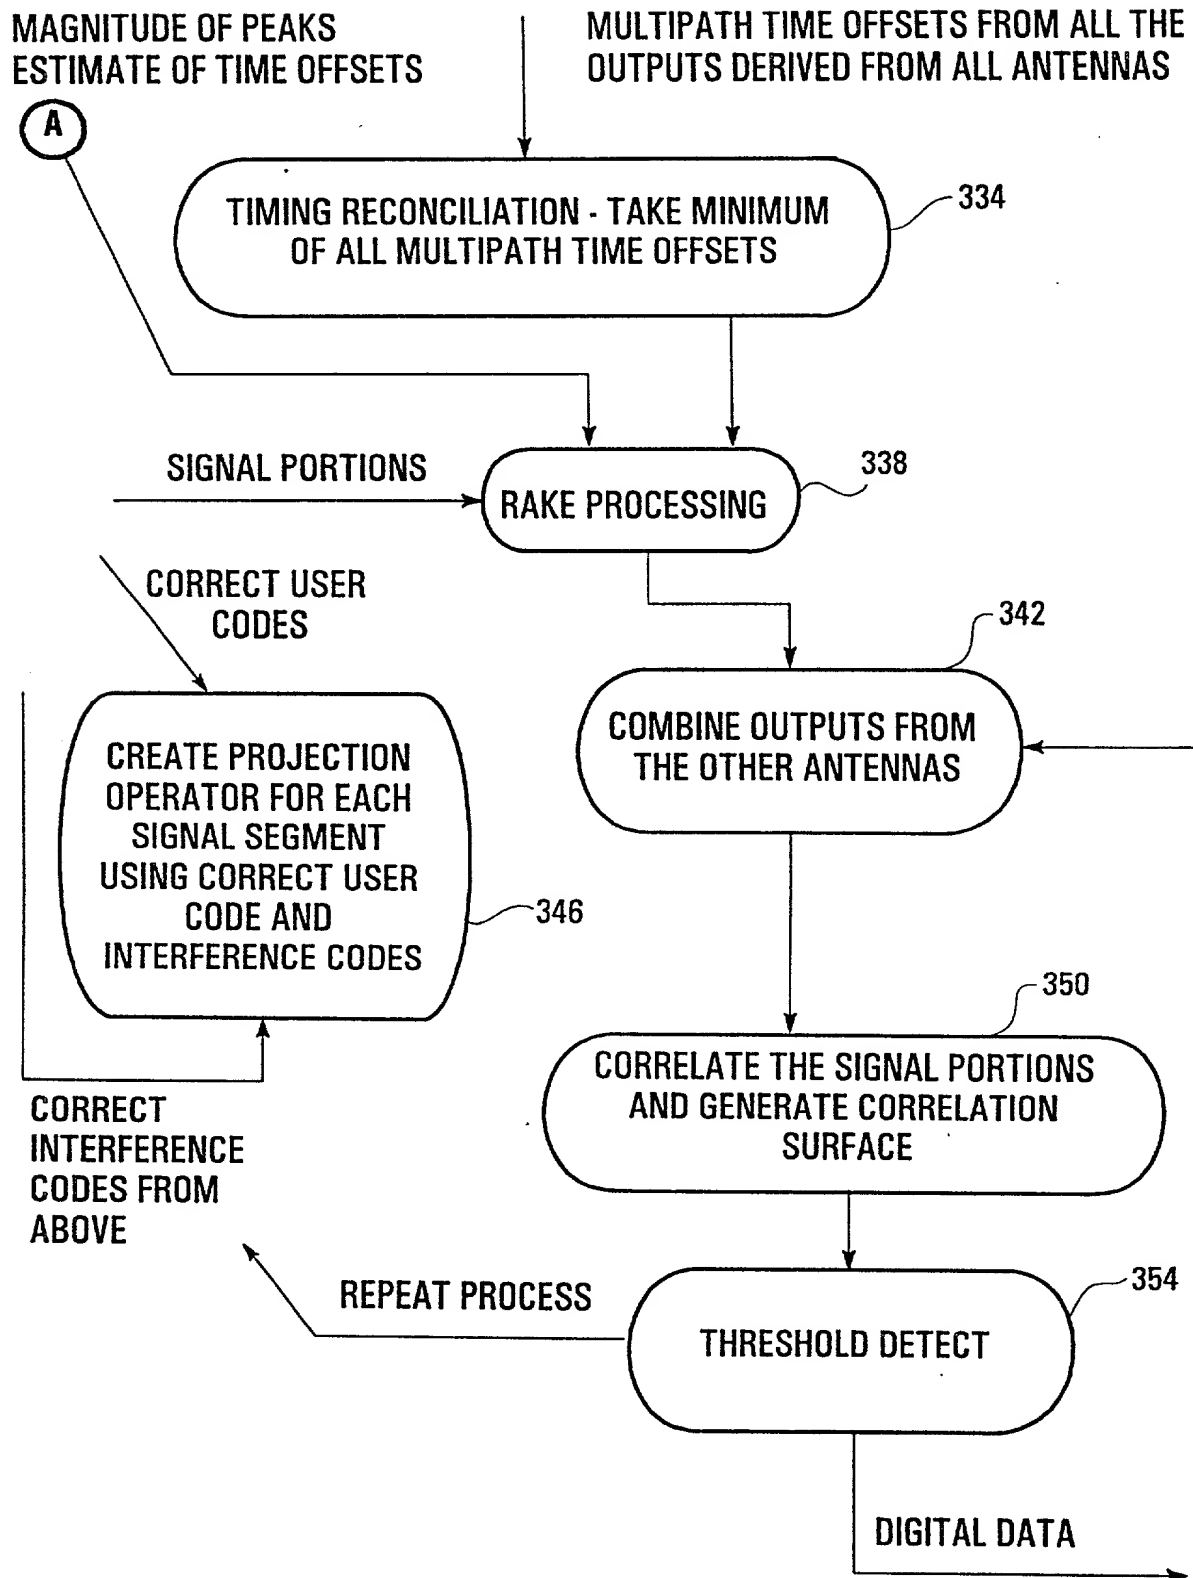 MAGNITUDE OF PEAKS
ESTIMATE OF TIME OFFSETS
MULTIPATH TIME OFFSETS FROM ALL THE
OUTPUTS DERIVED FROM ALL ANTENNAS
A
TIMING RECONCILIATION - TAKE MINIMUM
OF ALL MULTIPATH TIME OFFSETS
334
SIGNAL PORTIONS
RAKE PROCESSING
338
CORRECT USER
CODES
342
COMBINE OUTPUTS FROM
THE OTHER ANTENNAS
CREATE PROJECTION
OPERATOR FOR EACH
SIGNAL SEGMENT
USING CORRECT USER
CODE AND
INTERFERENCE CODES
346
350
CORRELATE THE SIGNAL PORTIONS
AND GENERATE CORRELATION
SURFACE
CORRECT
INTERFERENCE
CODES FROM
ABOVE
REPEAT PROCESS
354
THRESHOLD DETECT
DIGITAL DATA